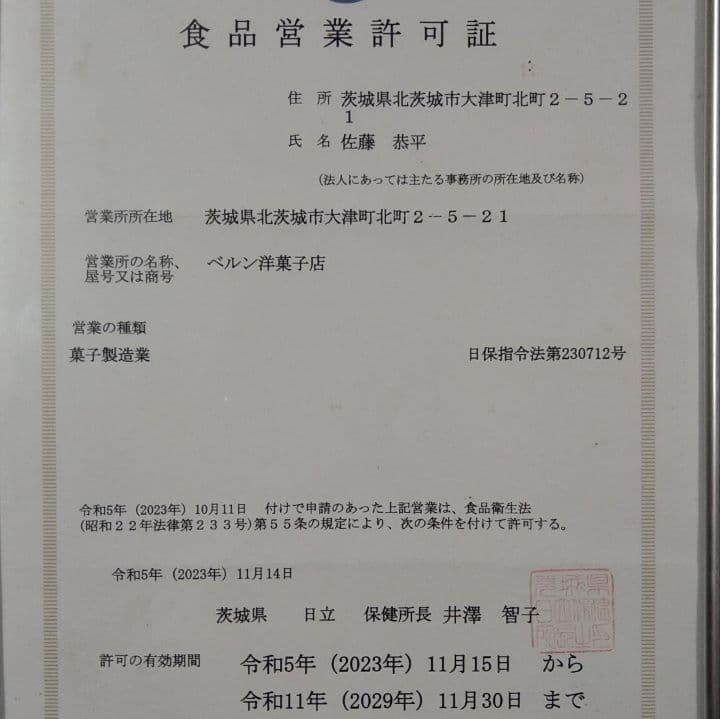 食品営業許可証
住所 茨城県北茨城市大津町北町２－５－２
１
氏名 佐藤 恭平
（法人にあっては主たる事務所の所在地及び名称）
営業所所在地 茨城県北茨城市大津町北町２－５－２１
営業所の名称、 ベルン洋菓子店
屋号又は商号
営業の種類
菓子製造業 日保指令法第230712号
令和5年（2023年）10月11日 付けで申請のあった上記営業は、食品衛生法
(昭和２２年法律第２３３号)第５５条の規定により、次の条件を付けて許可する。
令和5年（2023年）11月14日
茨城県 日立 保健所長 井澤 智子
許可の有効期間 令和5年（2023年）11月15日 から
令和11年（2029年）11月30日 まで